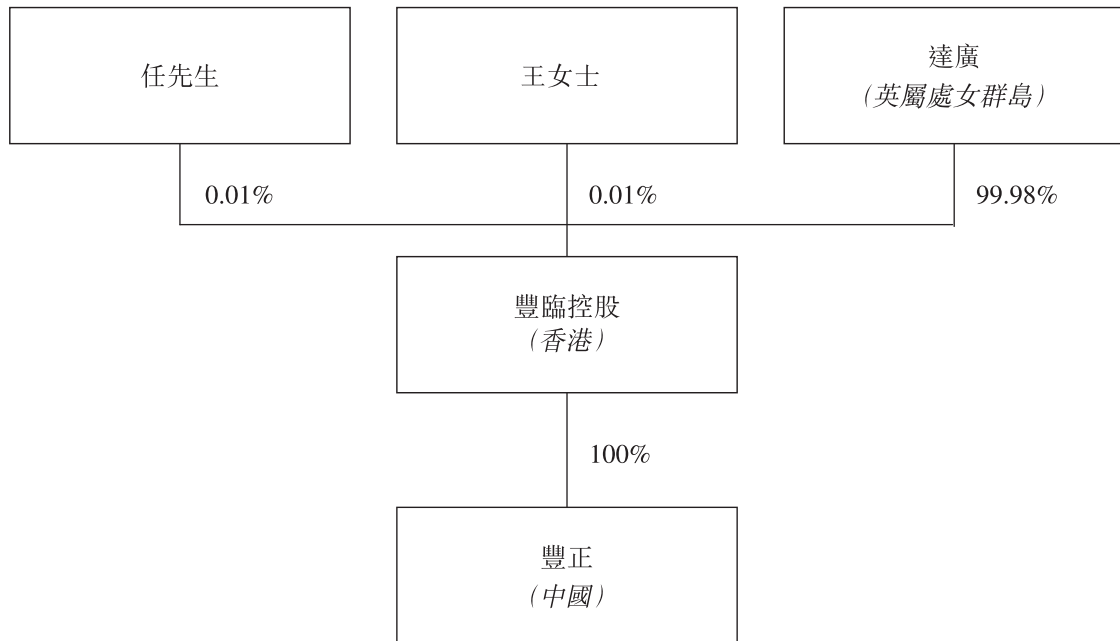 任先生
王女士
達廣
（英屬處女群島）
0.01%
0.01%
99.98%
豐臨控股
（香港）
100%
豐正
（中國）